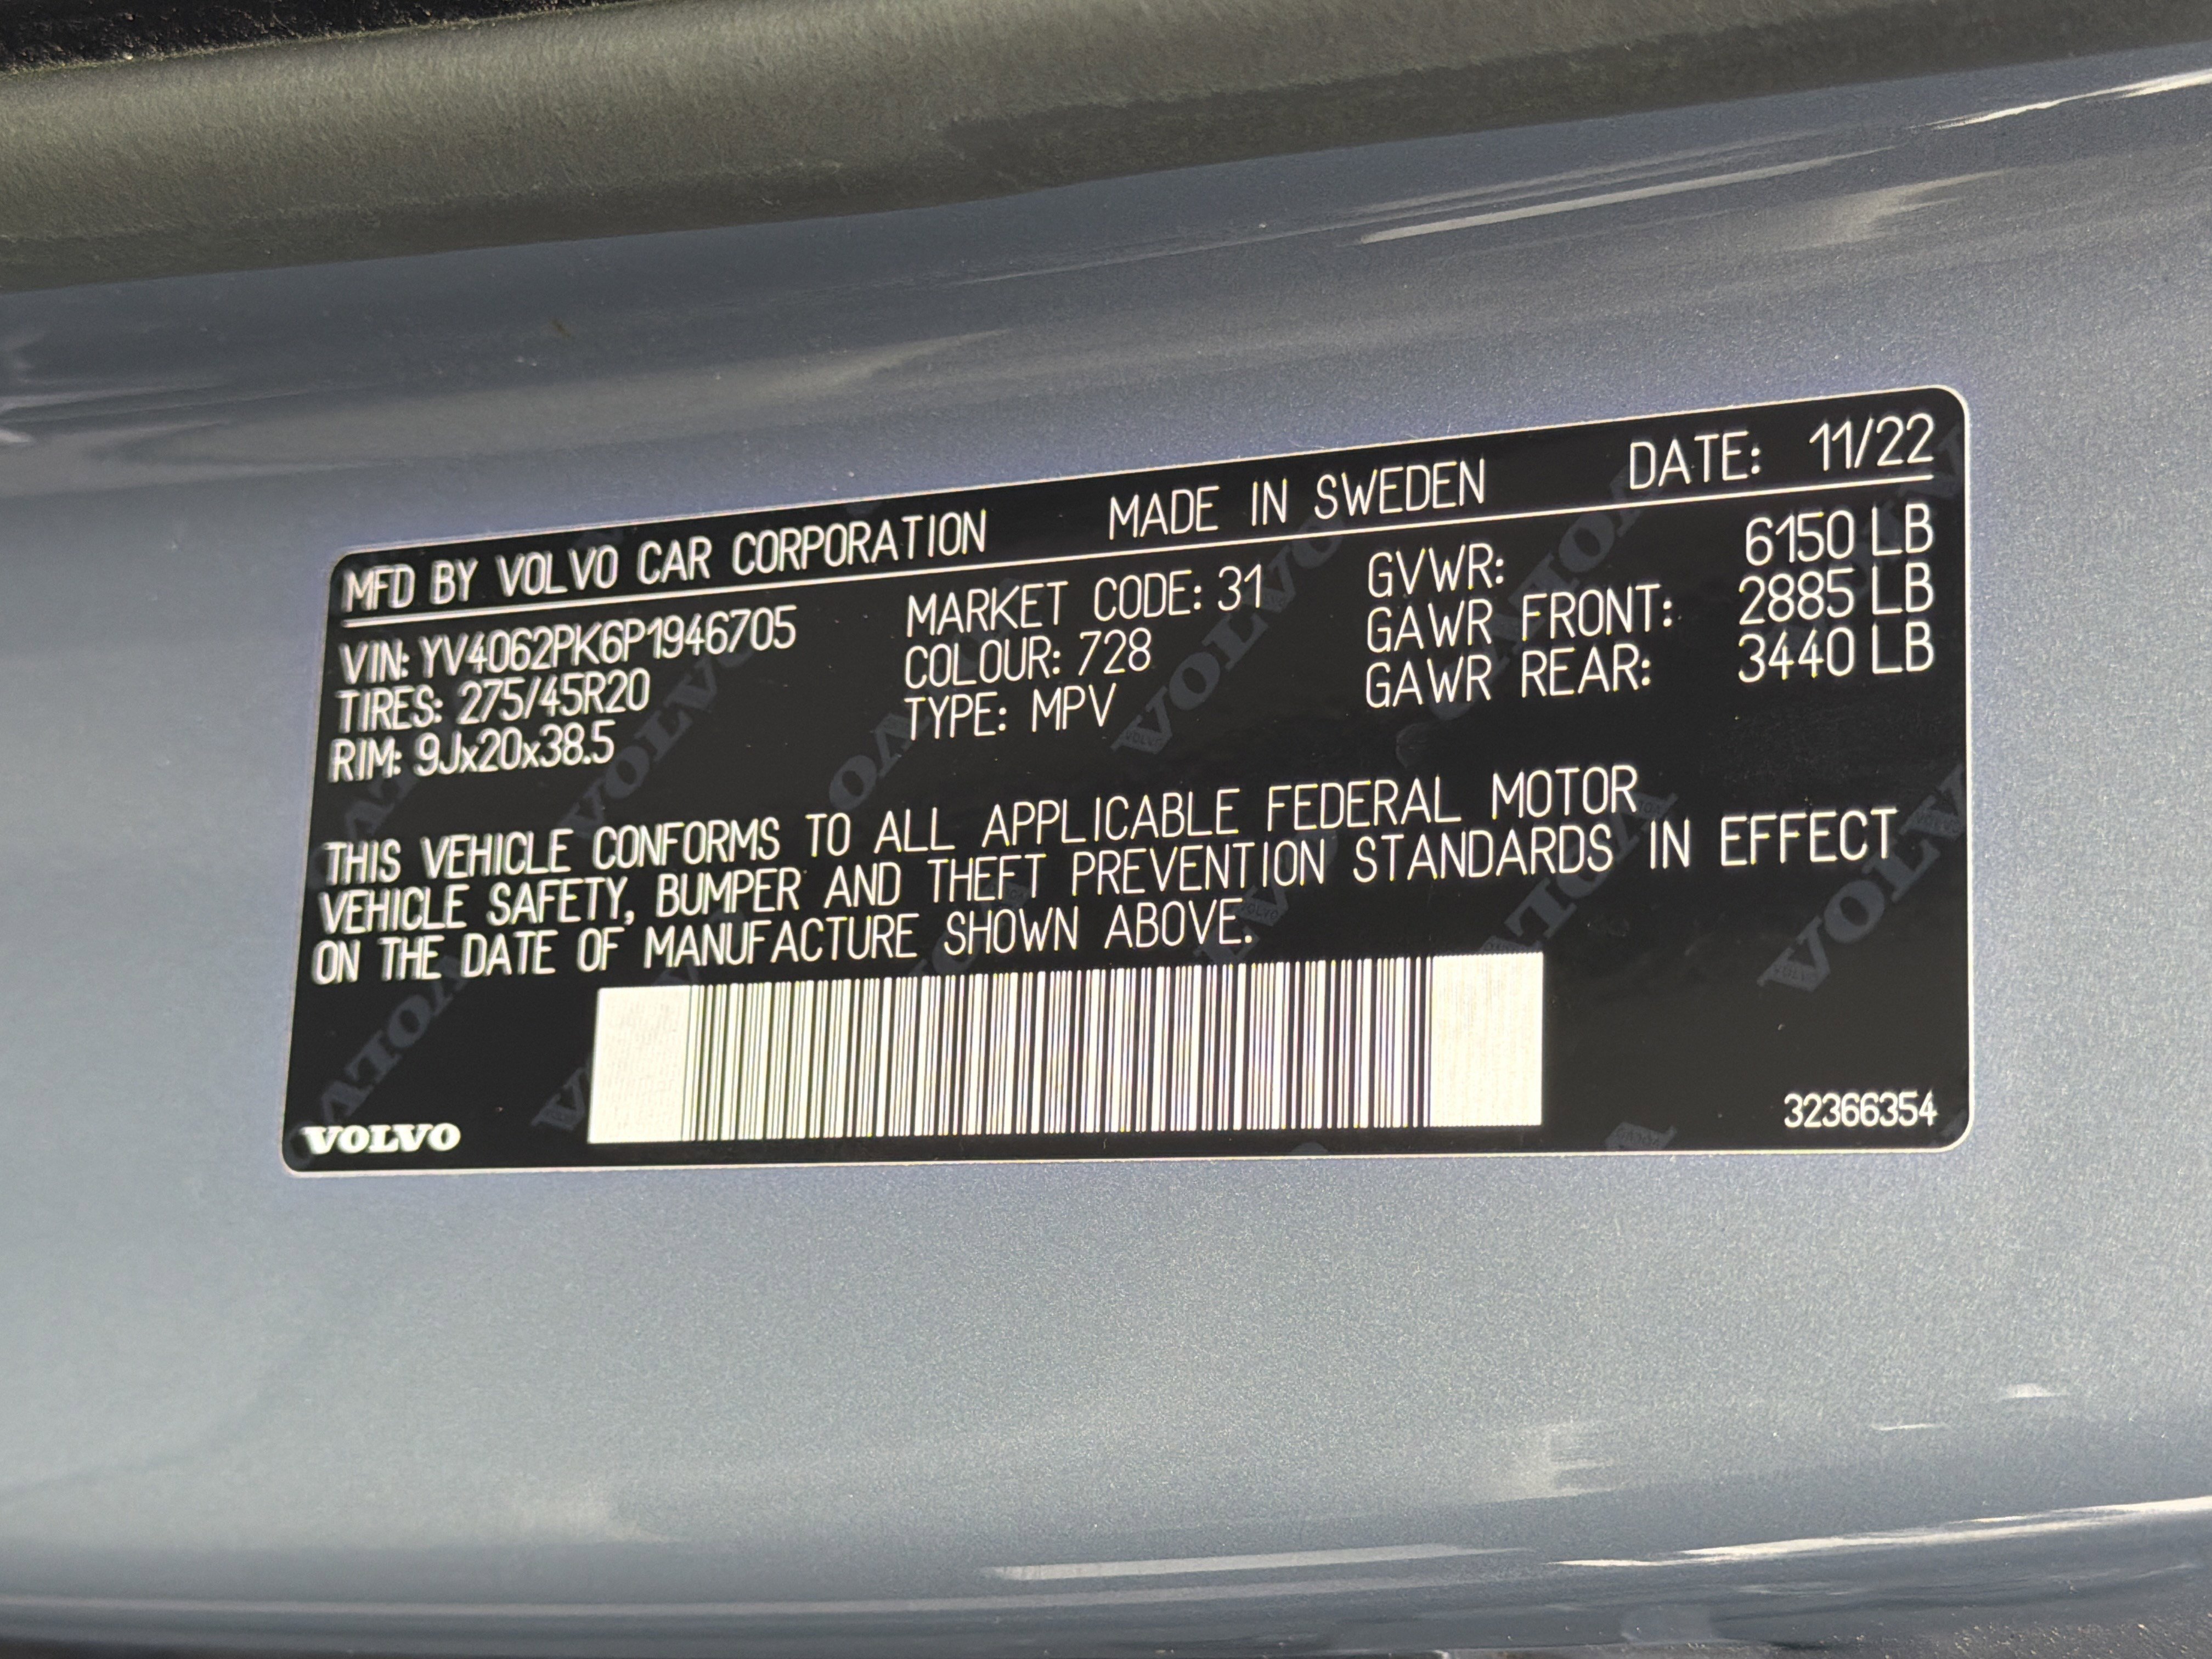 MFD BY VOLVO CAR CORPORATION MADE IN SWEDEN DATE: 11/22
VIN: YV4062PK6P1946705 MARKET CODE: 31 GVWR: 6150 LB
TIRES: 275/45R20 COLOUR: 728 GAWR FRONT: 2885 LB
RIM: 9Jx20x38.5 TYPE: MPV GAWR REAR: 3440 LB
THIS VEHICLE CONFORMS TO ALL APPLICABLE FEDERAL MOTOR
VEHICLE SAFETY, BUMPER AND THEFT PREVENTION STANDARDS IN EFFECT
ON THE DATE OF MANUFACTURE SHOWN ABOVE.
VOLVO 32366354